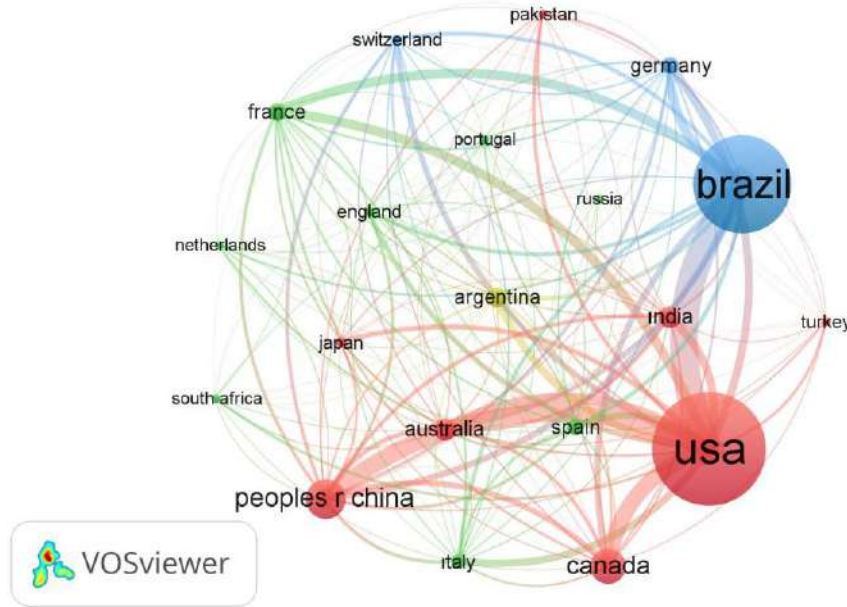 pakistan
switzerland
germany
france
portugal
brazil
russia
england
netherlands
argentina
india
turkey
japan
south africa
australia
spain
usa
peoples r china
italy
canada
VOSviewer